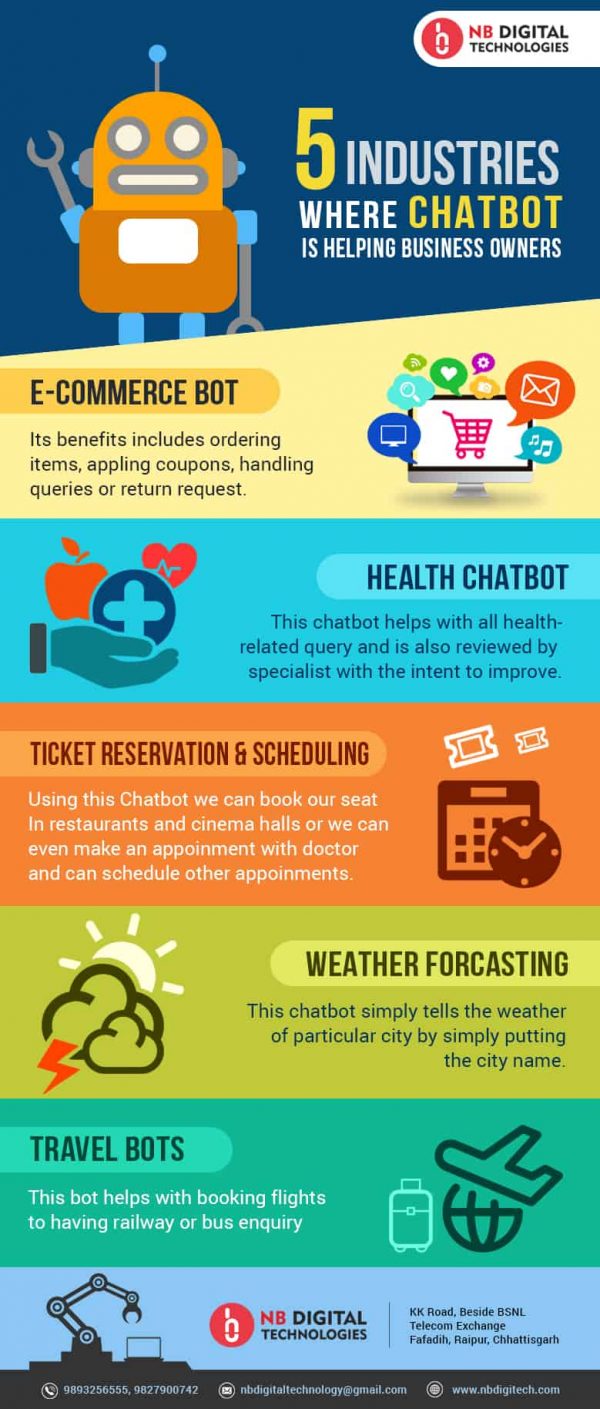 NB DIGITAL
TECHNOLOGIES
5 INDUSTRIES
WHERE CHATBOT
IS HELPING BUSINESS OWNERS
E-COMMERCE BOT
Its benefits includes ordering
items, appling coupons, handling
queries or return request.
HEALTH CHATBOT
This chatbot helps with all health-
related query and is also reviewed by
specialist with the intent to improve.
TICKET RESERVATION & SCHEDULING
Using this Chatbot we can book our seat
In restaurants and cinema halls or we can
even make an appoinment with doctor
and can schedule other appoinments.
WEATHER FORCASTING
This chatbot simply tells the weather
of particular city by simply putting
the city name.
TRAVEL BOTS
This bot helps with booking flights
to having railway or bus enquiry
NB DIGITAL
TECHNOLOGIES
KK Road, Beside BSNL
Telecom Exchange
Fafadih, Raipur, Chhattisgarh
9893256555, 9827900742
nbdigitaltechnology@gmail.com
www.nbdigitech.com